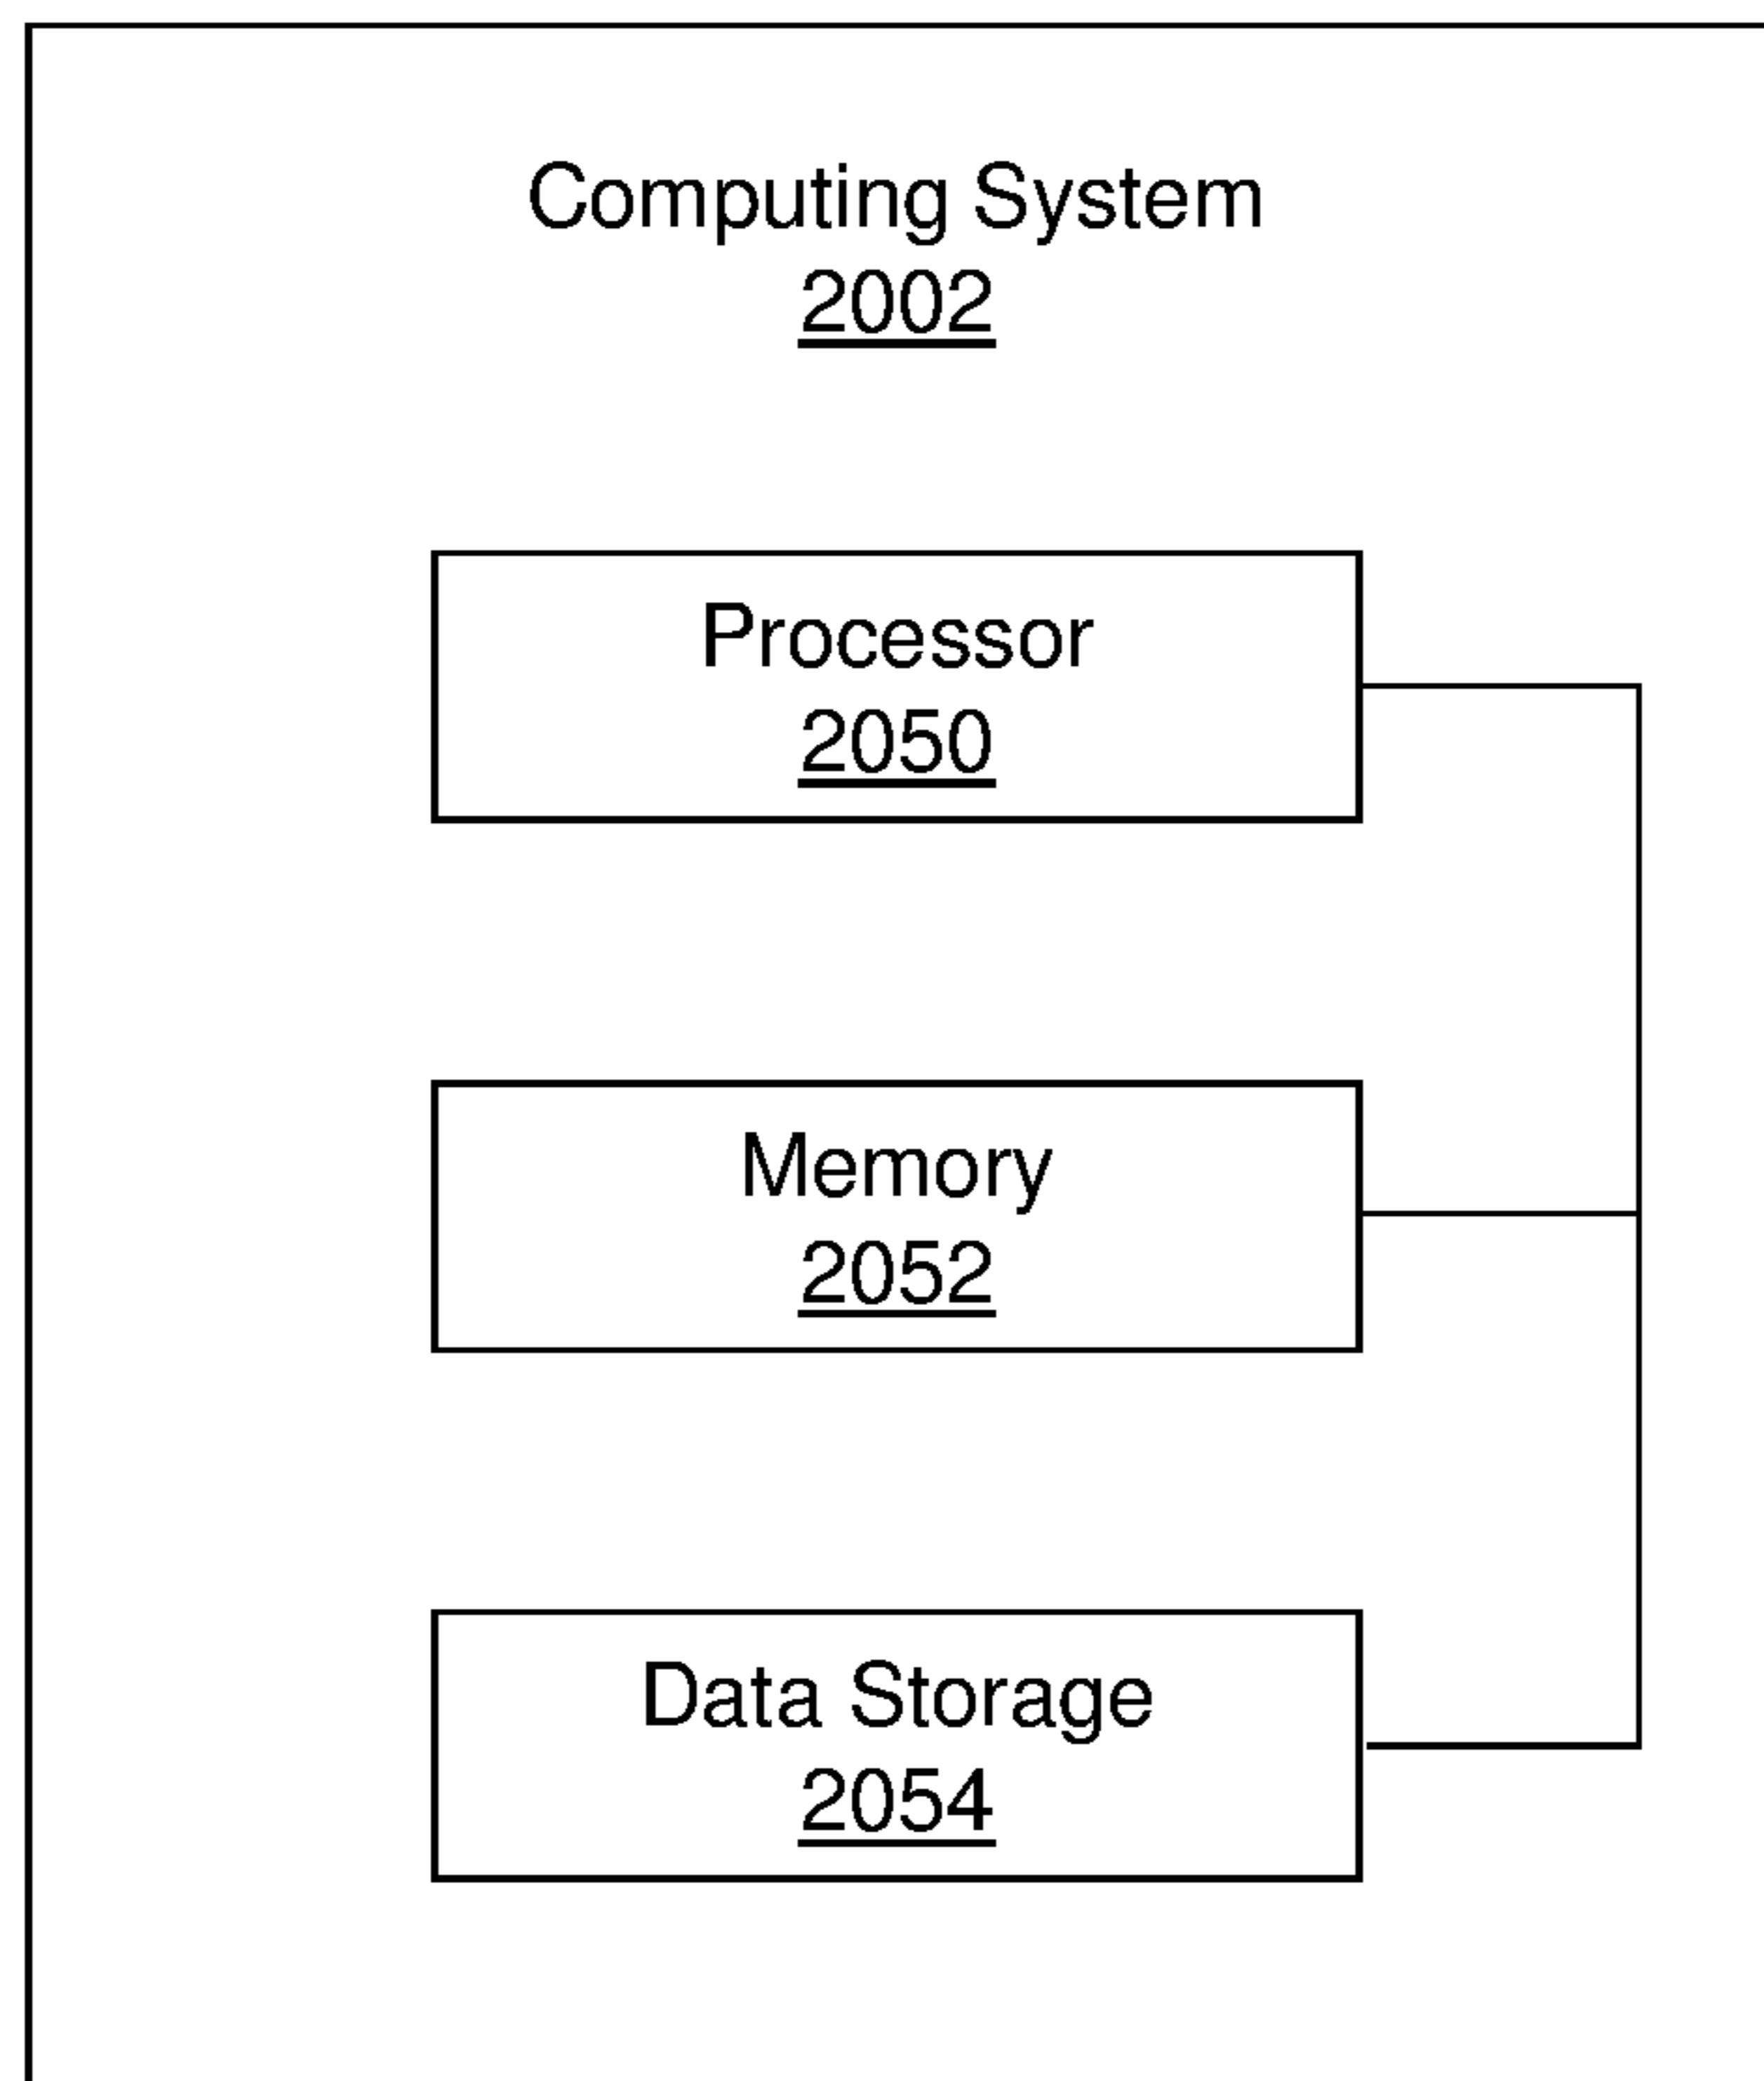 Computing System
2002
Processor
2050
Memory
2052
Data Storage
2054